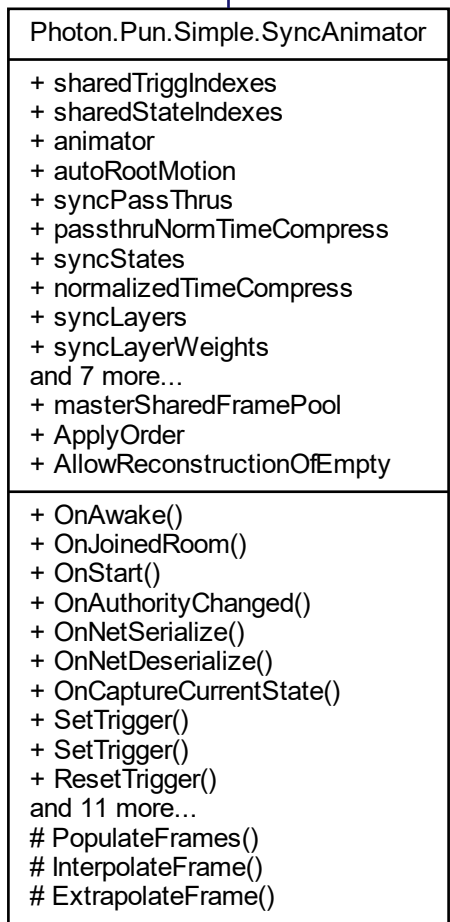 Photon.Pun.Simple.SyncAnimator
+ sharedTriggIndexes
+ sharedStateIndexes
+ animator
+ autoRootMotion
+ syncPassThrus
+ passthruNormTimeCompress
+ syncStates
+ normalizedTimeCompress
+ syncLayers
+ syncLayerWeights
and 7 more...
+ masterSharedFramePool
+ ApplyOrder
+ AllowReconstructionOfEmpty
+ OnAwake()
+ OnJoinedRoom()
+ OnStart()
+ OnAuthorityChanged()
+ OnNetSerialize()
+ OnNetDeserialize()
+ OnCaptureCurrentState()
+ SetTrigger()
+ SetTrigger()
+ ResetTrigger()
and 11 more...
# PopulateFrames()
# InterpolateFrame()
# ExtrapolateFrame()